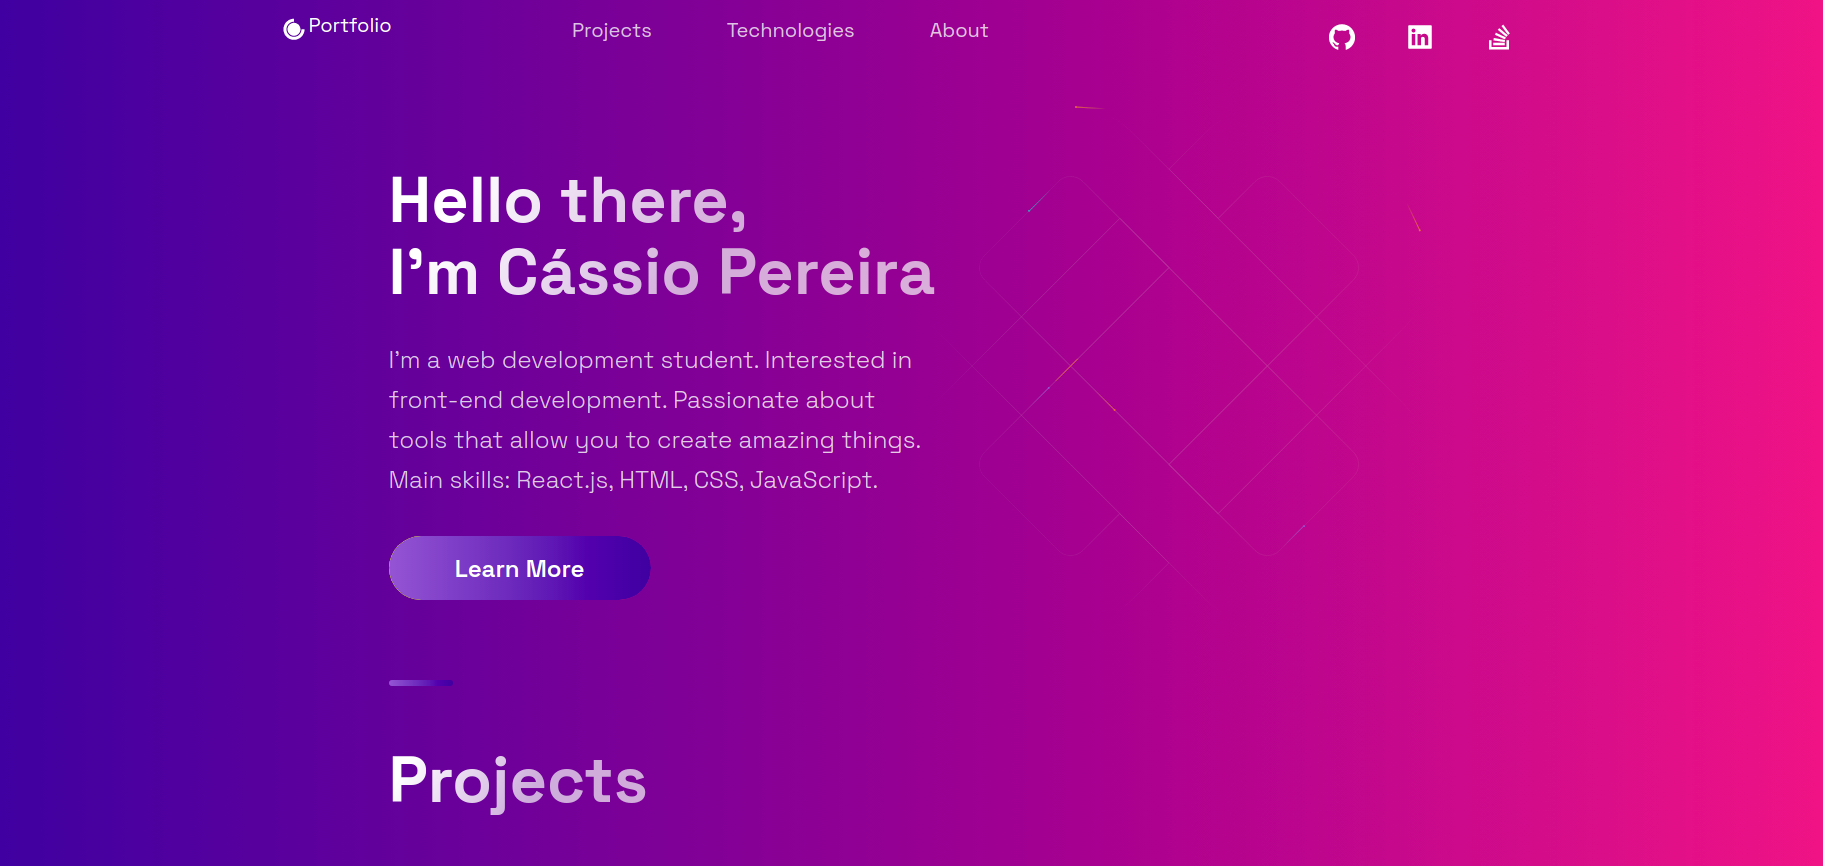 Portfolio
Projects
Technologies
About
Hello there,
I’m Cássio Pereira
I’m a web development student. Interested in
front-end development. Passionate about
tools that allow you to create amazing things.
Main skills: React.js, HTML, CSS, JavaScript.
Learn More
Projects